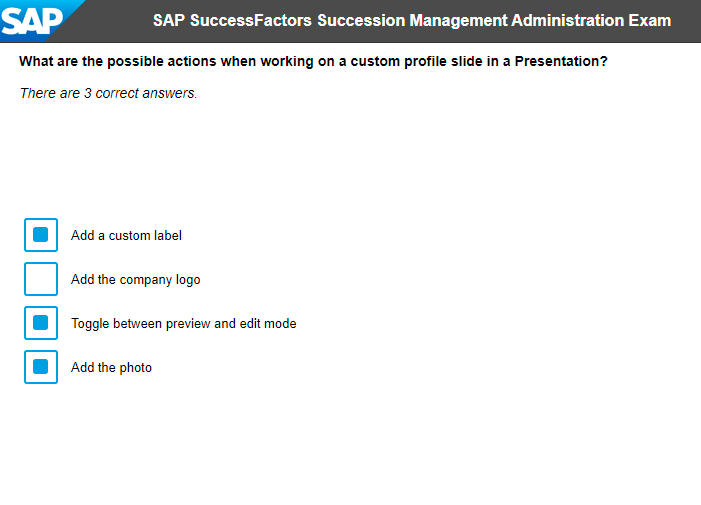 SAP
SAP SuccessFactors Succession Management Administration Exam
What are the possible actions when working on a custom profile slide in a Presentation?
There are 3 correct answers.
Add a custom label
Add the company logo
Toggle between preview and edit mode
Add the photo